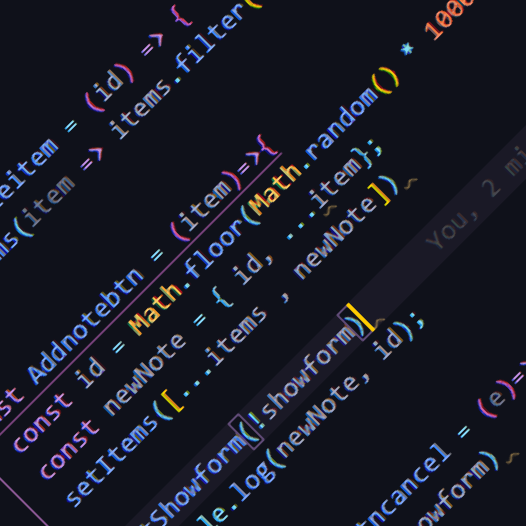 eitem = (id) => {
ms(item => items.filter(
st Addnotebtn = (item)=>{
const id = Math.floor(Math.random() * 1000
const newNote = { id, ...item};
setItems([...items , newNote])
tShowform(!showform) You, 2 mi
le.log(newNote, id);
ncancel = (e)=
owform)